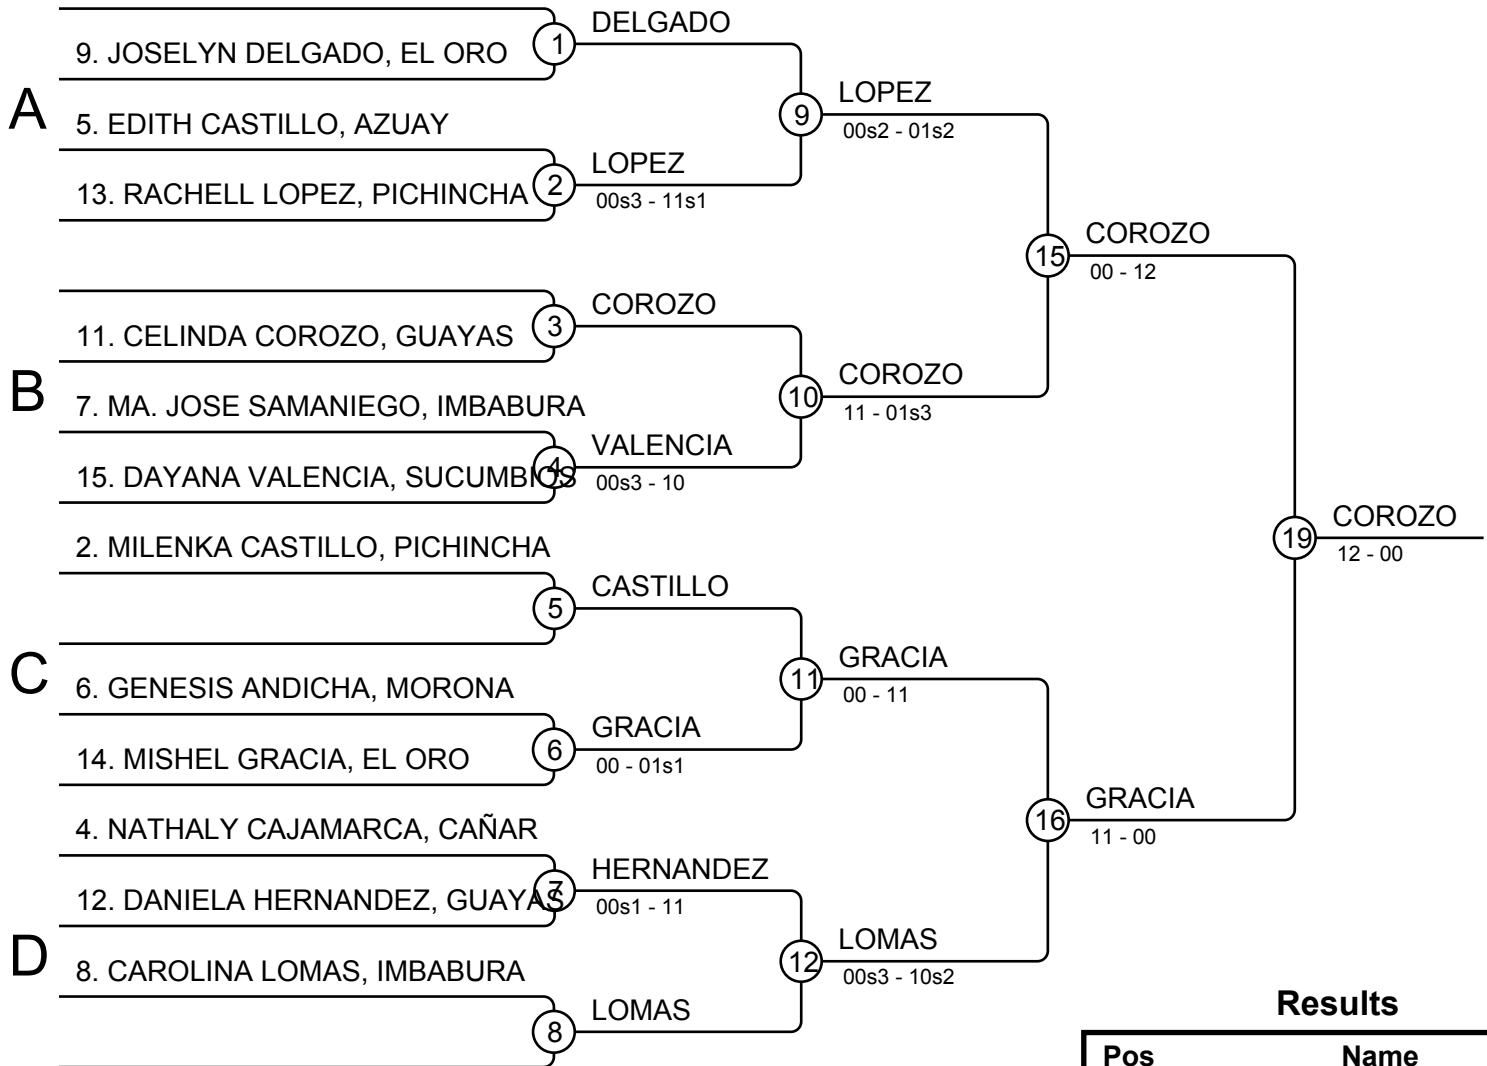 DELGADO
1
9. JOSELYN DELGADO, EL ORO
A
LOPEZ
9
00s2 - 01s2
5. EDITH CASTILLO, AZUAY
LOPEZ
2
13. RACHELL LOPEZ, PICHINCHA
00s3 - 11s1
COROZO
15
00 - 12
COROZO
3
11. CELINDA COROZO, GUAYAS
B
COROZO
10
11 - 01s3
7. MA. JOSE SAMANIEGO, IMBABURA
VALENCIA
4
15. DAYANA VALENCIA, SUCUMBIOS
00s3 - 10
COROZO
19
12 - 00
2. MILENKA CASTILLO, PICHINCHA
CASTILLO
5
C
GRACIA
11
00 - 11
6. GENESIS ANDICHA, MORONA
GRACIA
6
14. MISHEL GRACIA, EL ORO
00 - 01s1
GRACIA
16
11 - 00
4. NATHALY CAJAMARCA, CAÑAR
HERNANDEZ
7
12. DANIELA HERNANDEZ, GUAYAS
00s1 - 11
D
LOMAS
12
00s3 - 10s2
8. CAROLINA LOMAS, IMBABURA
LOMAS
8
Results
Pos Name